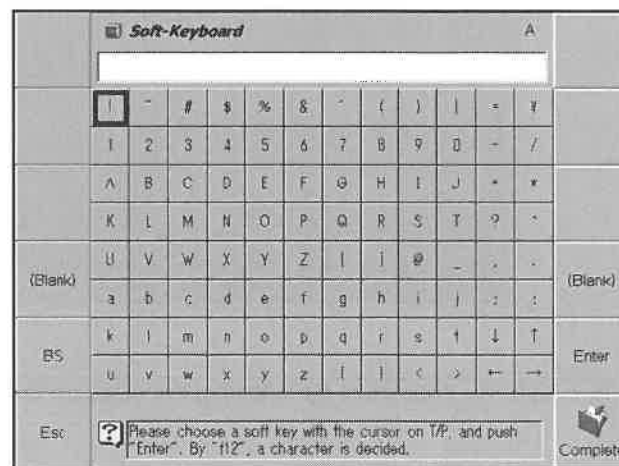 Soft-Keyboard A
! " # $ % & ' ( ) | = ¥
1 2 3 4 5 6 7 8 9 0 - /
A B C D E F G H I J + *
K L M N O P Q R S T ? ^
U V W X Y Z [ ] @ _ , .
(Blank)
(Blank)
a b c d e f g h i j ; :
k l m n o p q r s t ↓ ↑
BS
Enter
u v w x y z { } < > ← →
Esc
Please choose a soft key with the cursor on T/P, and push
"Enter". By "f12", a character is decided.
Complete